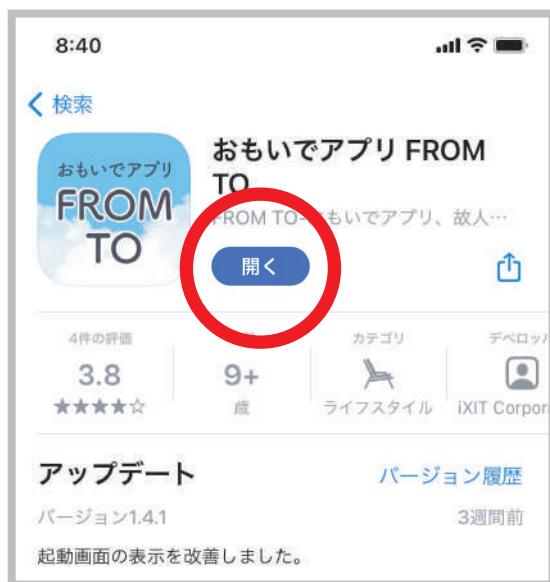 8:40
検索
おもいでアプリ
FROM
TO
おもいでアプリ FROM
TO
FROM TO-おもいでアプリ、故人…
開く
4件の評価
カテゴリ
デベロッパ
3.8
9+
★★★★☆
歳
ライフスタイル
iXIT Corpor
アップデート
バージョン履歴
バージョン1.4.1
3週間前
起動画面の表示を改善しました。